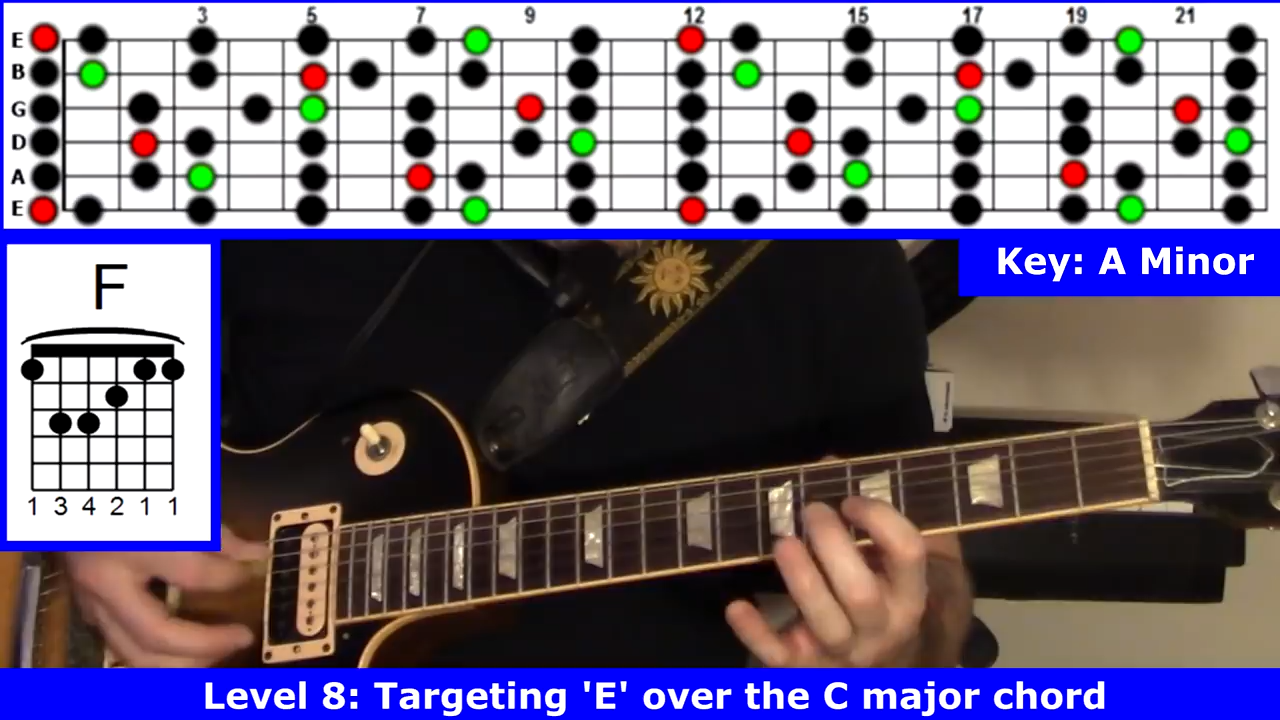 3 5 7 9 12 15 17 19 21
E
B
G
D
A
E
Key: A Minor
F
1 3 4 2 1 1
Level 8: Targeting 'E' over the C major chord